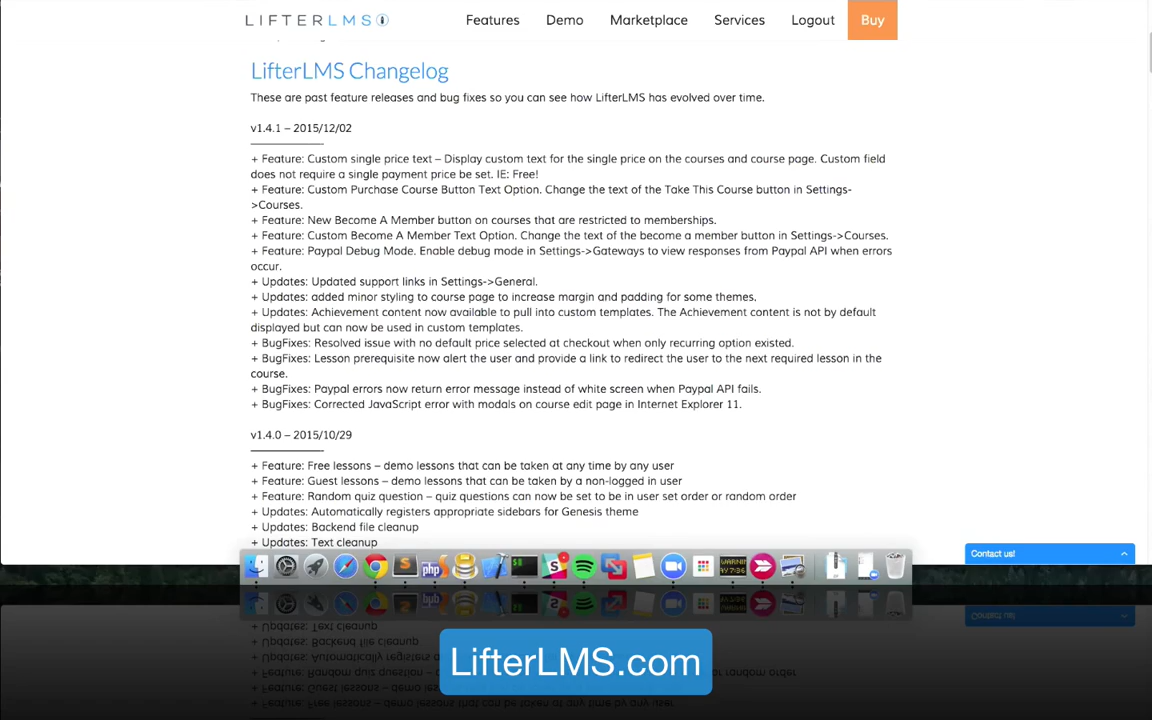 LIFTERLMS
Features
Demo
Marketplace
Services
Logout
Buy
LifterLMS Changelog
These are past feature releases and bug fixes so you can see how LifterLMS has evolved over time.
v1.4.1 – 2015/12/02
+ Feature: Custom single price text – Display custom text for the single price on the courses and course page. Custom field
does not require a single payment price be set. IE: Free!
+ Feature: Custom Purchase Course Button Text Option. Change the text of the Take This Course button in Settings-
>Courses.
+ Feature: New Become A Member button on courses that are restricted to memberships.
+ Feature: Custom Become A Member Text Option. Change the text of the become a member button in Settings->Courses.
+ Feature: Paypal Debug Mode. Enable debug mode in Settings->Gateways to view responses from Paypal API when errors
occur.
+ Updates: Updated support links in Settings->General.
+ Updates: added minor styling to course page to increase margin and padding for some themes.
+ Updates: Achievement content now available to pull into custom templates. The Achievement content is not by default
displayed but can now be used in custom templates.
+ BugFixes: Resolved issue with no default price selected at checkout when only recurring option existed.
+ BugFixes: Lesson prerequisite now alert the user and provide a link to redirect the user to the next required lesson in the
course.
+ BugFixes: Paypal errors now return error message instead of white screen when Paypal API fails.
+ BugFixes: Corrected JavaScript error with modals on course edit page in Internet Explorer 11.
v1.4.0 – 2015/10/29
+ Feature: Free lessons – demo lessons that can be taken at any time by any user
+ Feature: Guest lessons – demo lessons that can be taken by a non-logged in user
+ Feature: Random quiz question – quiz questions can now be set to be in user set order or random order
+ Updates: Automatically registers appropriate sidebars for Genesis theme
+ Updates: Backend file cleanup
+ Updates: Text cleanup
Contact us!
php
LifterLMS.com